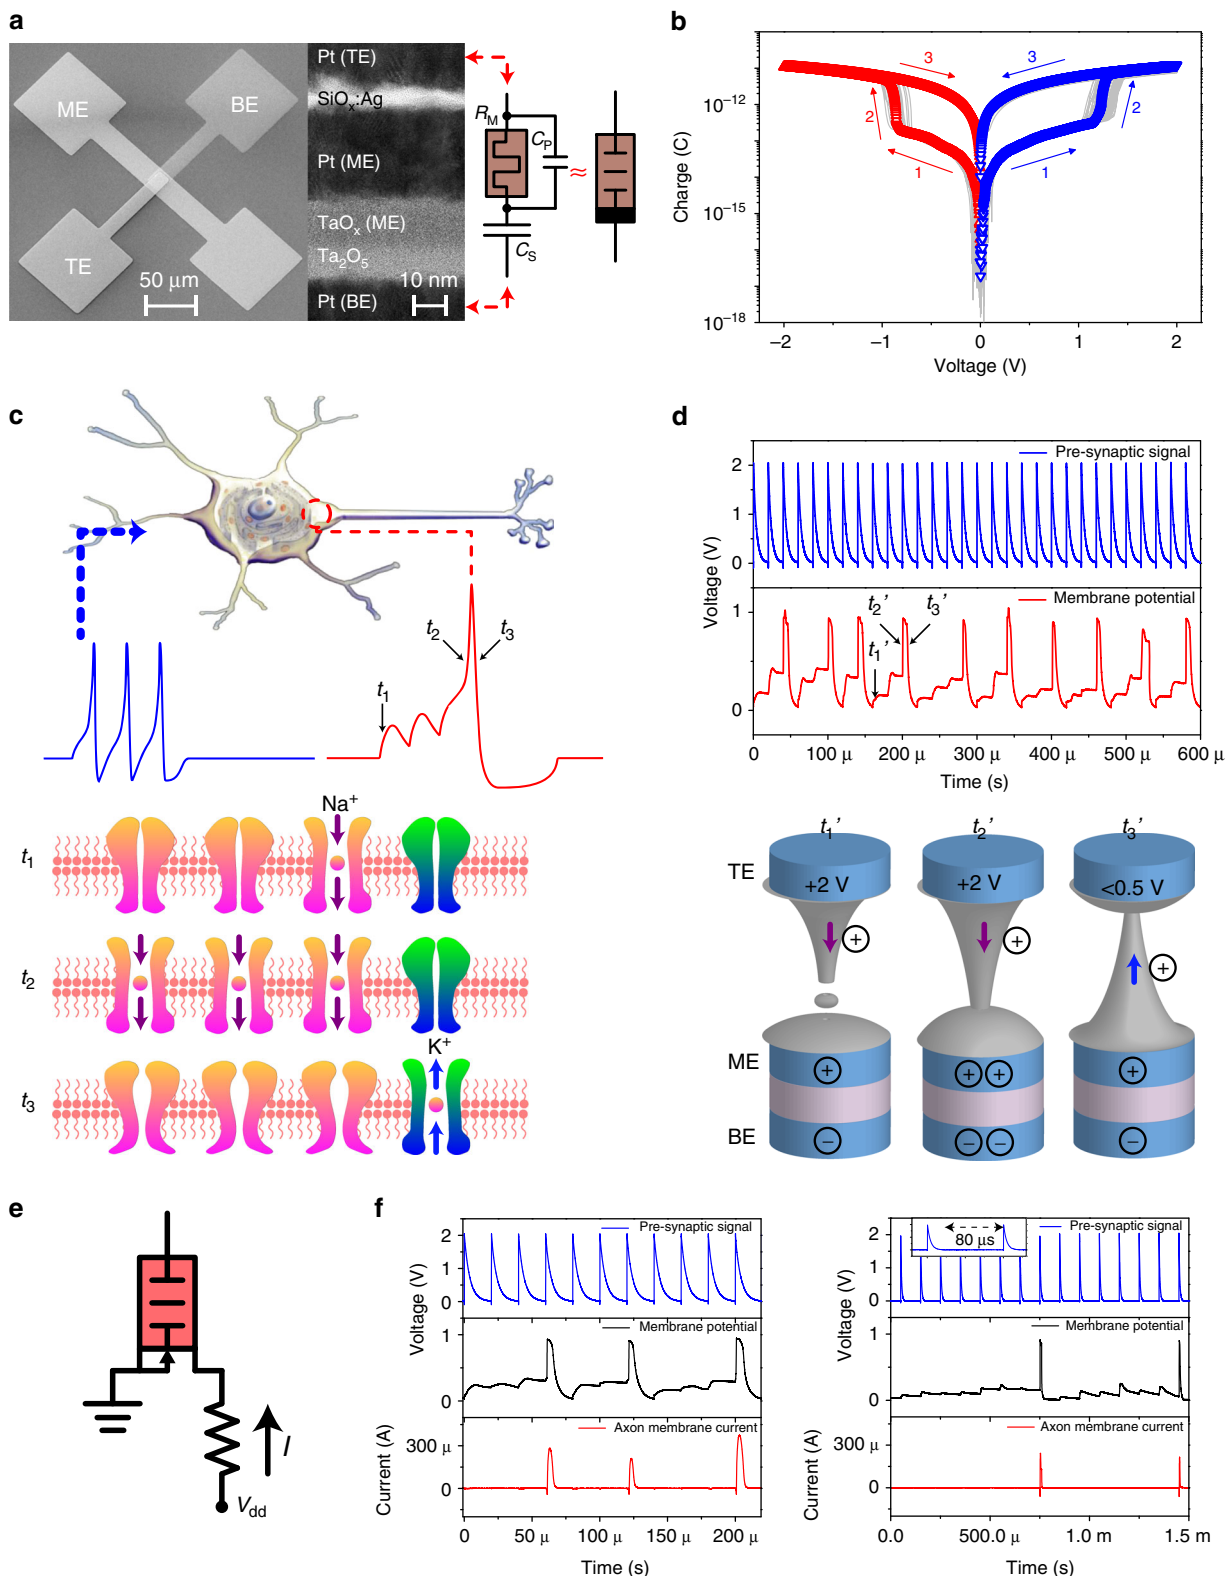 a
ME
BE
TE
50 μm
Pt (TE)
SiOₓ:Ag
Pt (ME)
TaOₓ (ME)
Ta₂O₅
Pt (BE)
10 nm
R_M
C_P
≈
C_S
b
Charge (C)
10⁻¹²
10⁻¹⁵
10⁻¹⁸
3 3
2 2
1 1
−2 −1 0 1 2
Voltage (V)
c
t₁
t₂
t₃
Na⁺
t₁
t₂
K⁺
t₃
d
Voltage (V)
Pre-synaptic signal
2
1
0
Membrane potential
1
0
t₁′
t₂′
t₃′
0 100 μ 200 μ 300 μ 400 μ 500 μ 600 μ
Time (s)
t₁′ t₂′ t₃′
TE
+2 V +2 V <0.5 V
+ + +
ME
+ + + +
BE
− − − −
e
I
V_dd
f
Pre-synaptic signal
2
1
0
Voltage (V)
Membrane potential
1
0
Axon membrane current
300 μ
0
Current (A)
0 50 μ 100 μ 150 μ 200 μ
Time (s)
80 μs
Pre-synaptic signal
2
1
0
Voltage (V)
Membrane potential
1
0
Axon membrane current
300 μ
0
Current (A)
0.0 500.0 μ 1.0 m 1.5 m
Time (s)